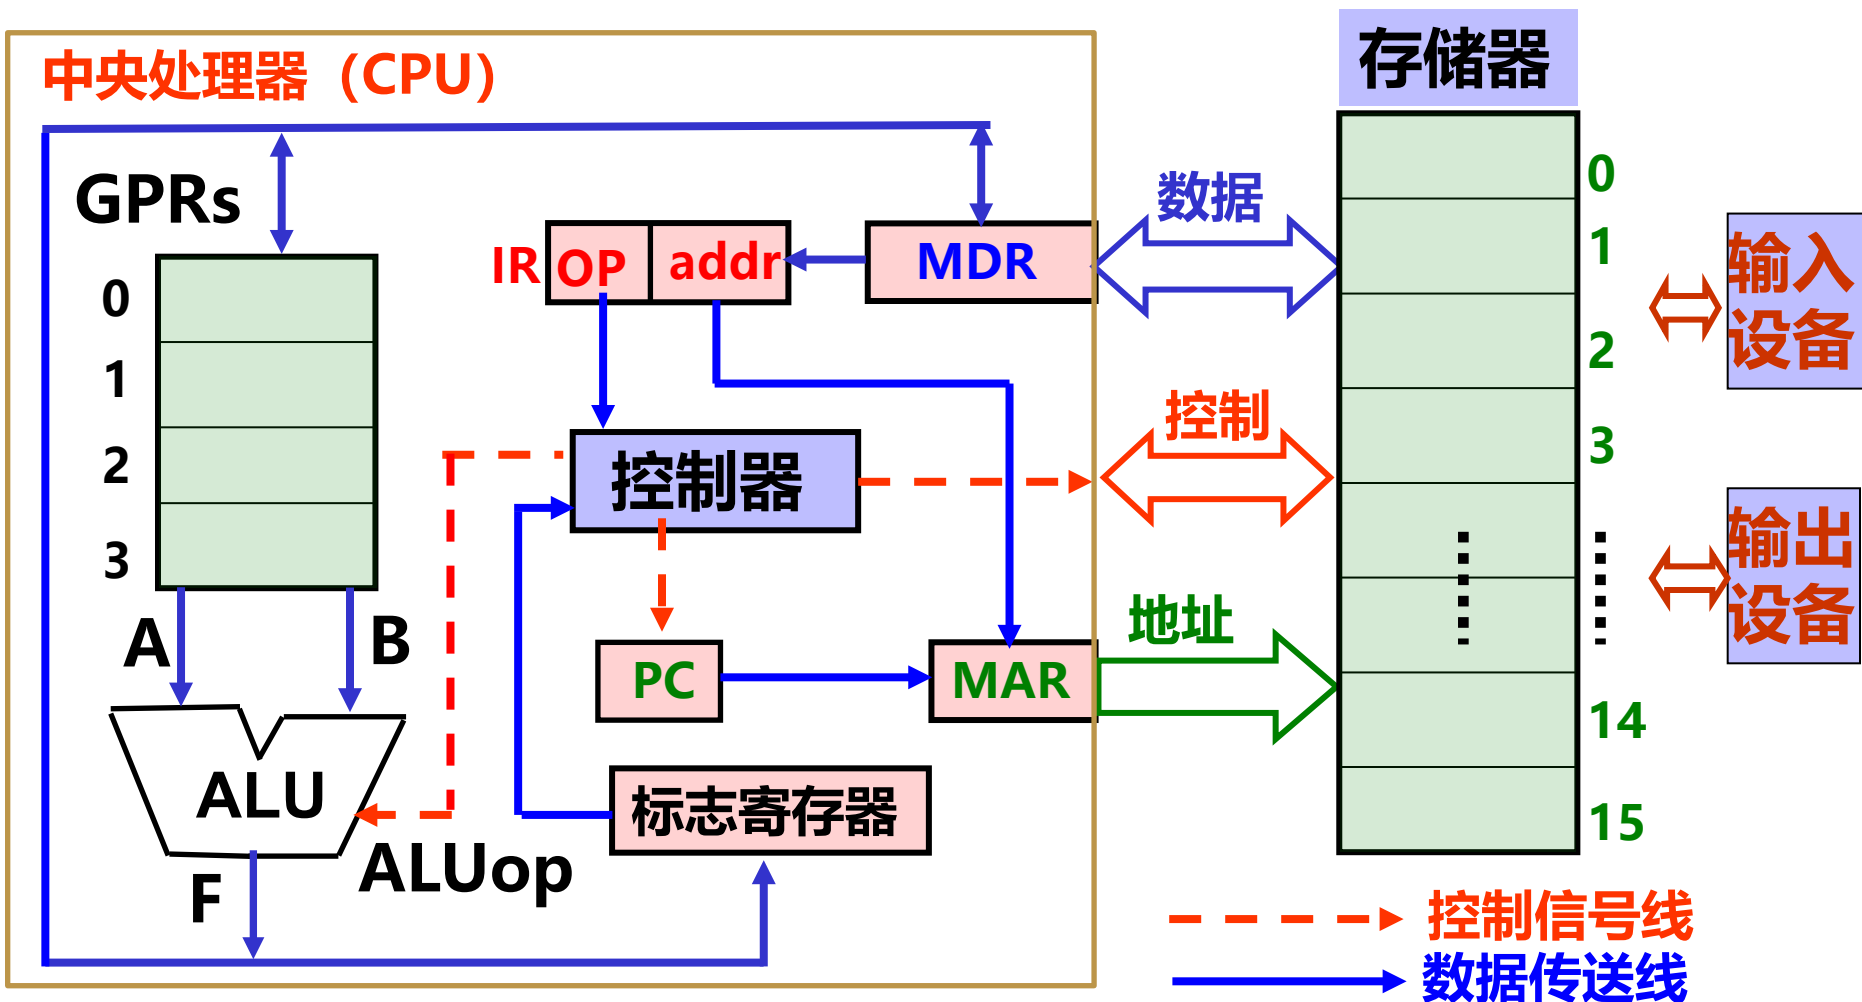 中央处理器（CPU）
存储器
GPRs
0
1
2
3
IR
OP
addr
MDR
数据
0
1
2
3
14
15
输入
设备
控制
控制器
输出
设备
地址
A
B
PC
MAR
ALU
标志寄存器
ALUop
F
控制信号线
数据传送线